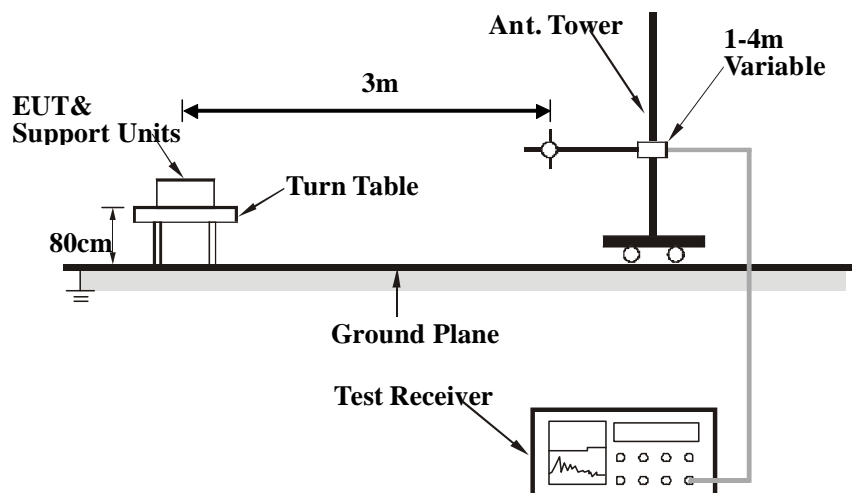 Ant. Tower
1-4m
Variable
3m
EUT&
Support Units
Turn Table
80cm
Ground Plane
Test Receiver